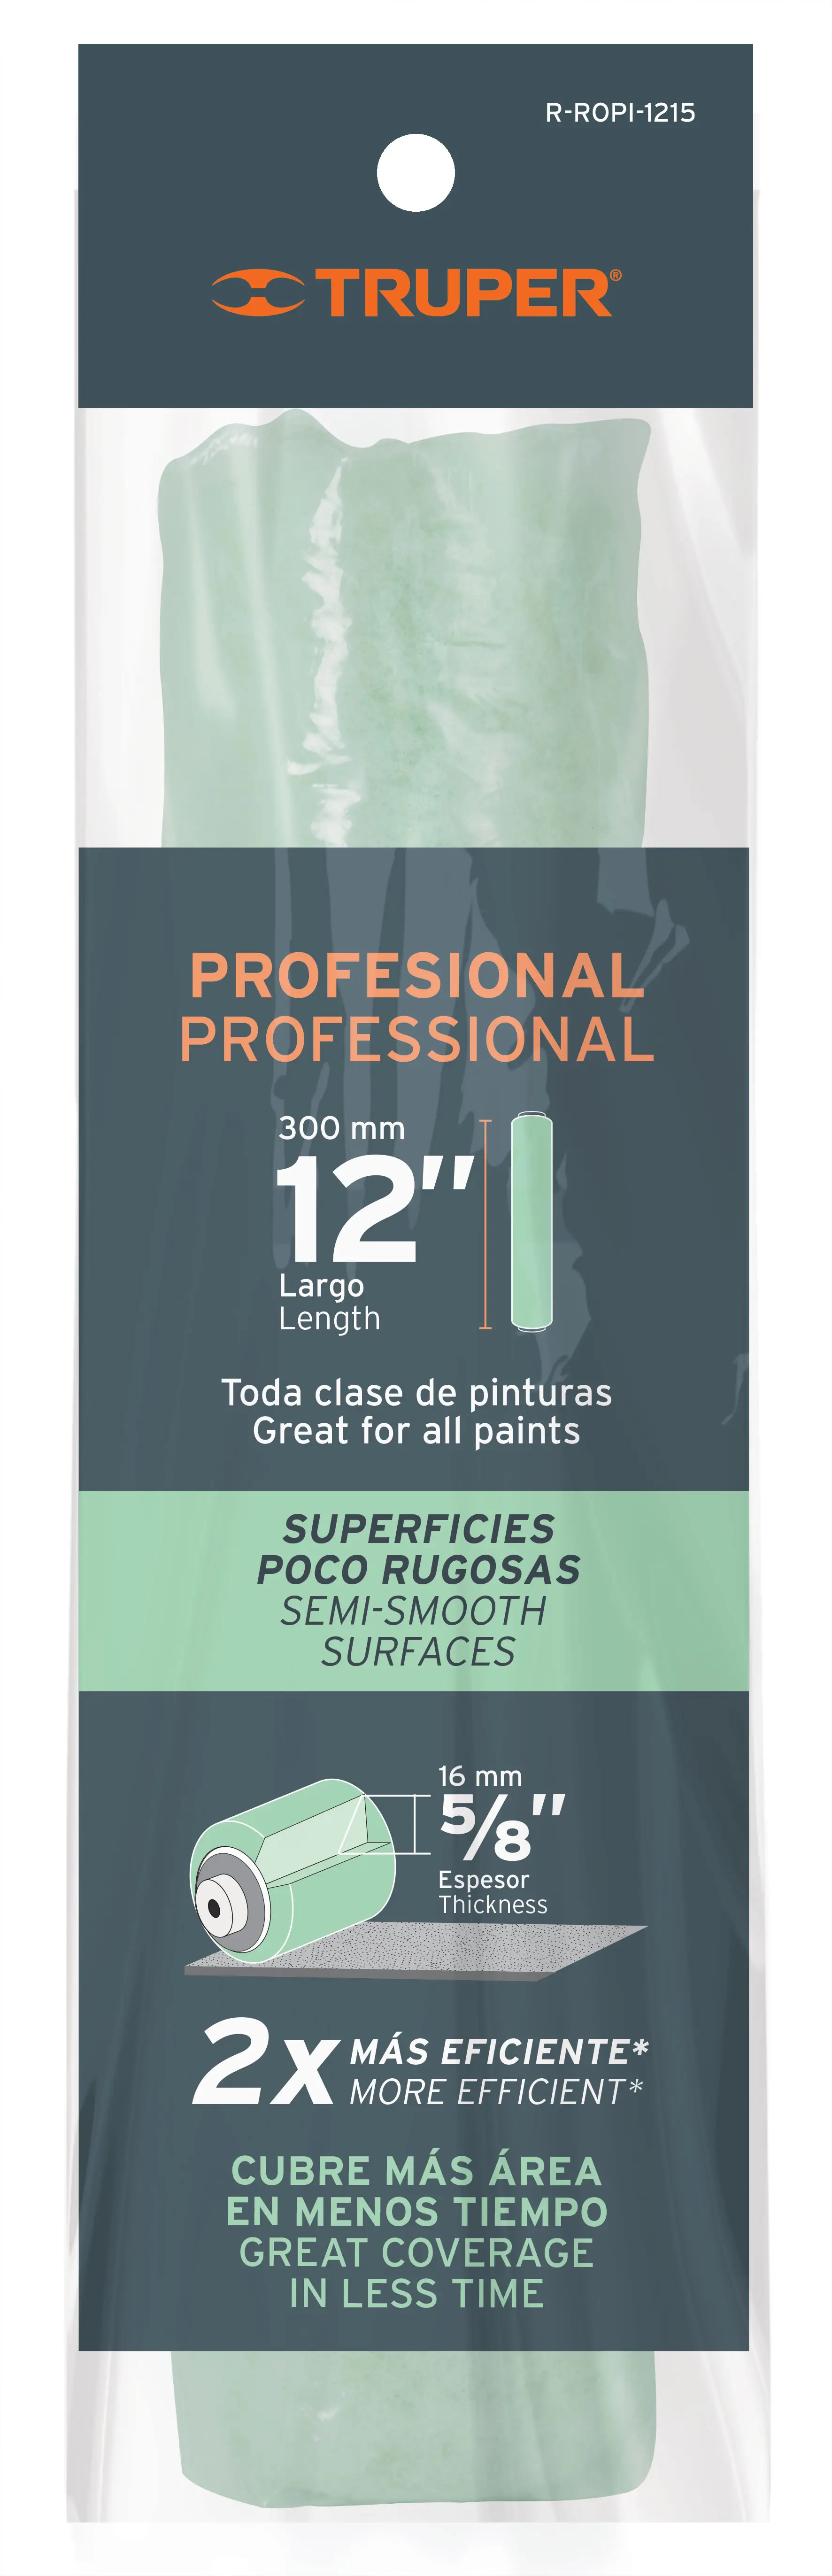 R-ROPI-1215
TRUPER®
PROFESIONAL
PROFESSIONAL
300 mm
12"
Largo
Length
Toda clase de pinturas
Great for all paints
SUPERFICIES
POCO RUGOSAS
SEMI-SMOOTH
SURFACES
16 mm
5/8"
Espesor
Thickness
2x MÁS EFICIENTE*
MORE EFFICIENT*
CUBRE MÁS ÁREA
EN MENOS TIEMPO
GREAT COVERAGE
IN LESS TIME